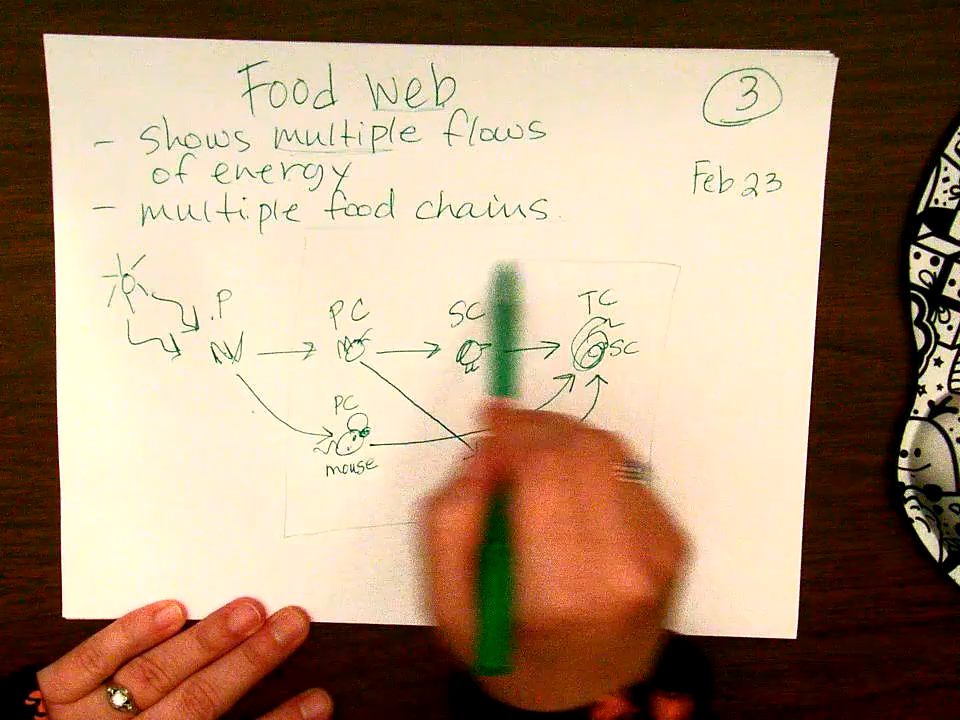 Food Web
3
- shows multiple flows
of energy
Feb 23
- multiple food chains.
P
PC
SC
TC
SC
PC
mouse